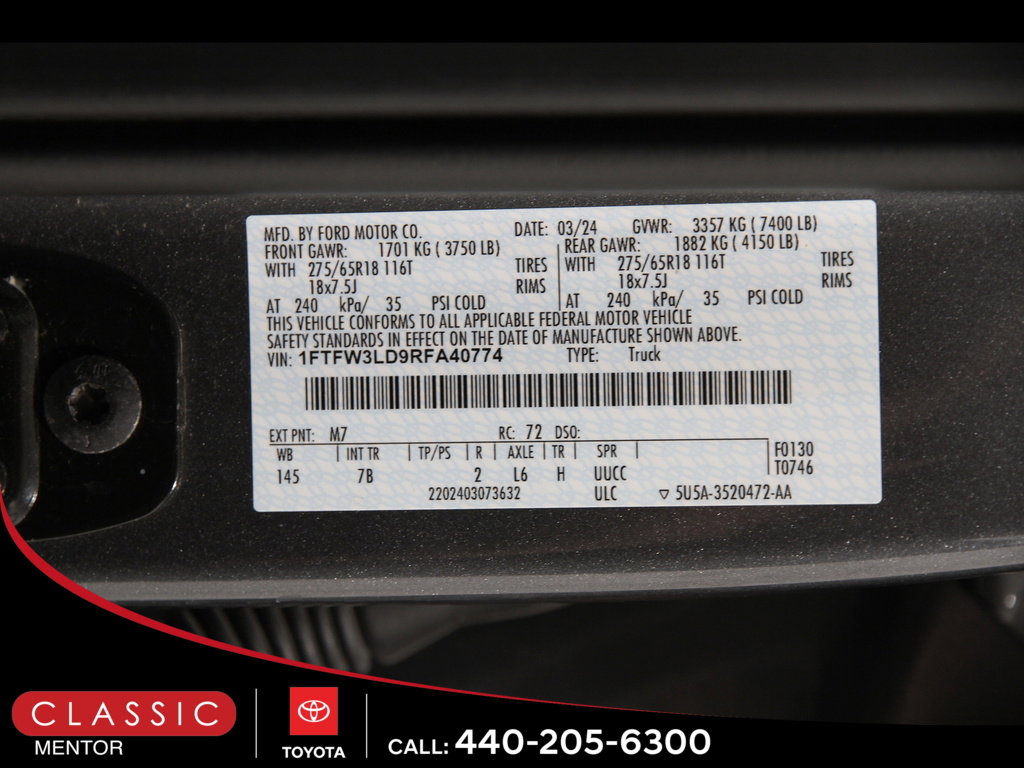 MFD. BY FORD MOTOR CO. DATE: 03/24 GVWR: 3357 KG ( 7400 LB)
FRONT GAWR: 1701 KG ( 3750 LB) REAR GAWR: 1882 KG ( 4150 LB)
WITH 275/65R18 116T TIRES WITH 275/65R18 116T TIRES
18x7.5J RIMS 18x7.5J RIMS
AT 240 kPa/ 35 PSI COLD AT 240 kPa/ 35 PSI COLD
THIS VEHICLE CONFORMS TO ALL APPLICABLE FEDERAL MOTOR VEHICLE
SAFETY STANDARDS IN EFFECT ON THE DATE OF MANUFACTURE SHOWN ABOVE.
VIN: 1FTFW3LD9RFA40774 TYPE: Truck
EXT PNT: M7 RC: 72 DSO:
WB INT TR TP/PS R AXLE TR SPR F0130
145 7B 2 L6 H UUCC T0746
2202403073632 ULC ▽ 5U5A-3520472-AA
CLASSIC
MENTOR
TOYOTA
CALL: 440-205-6300